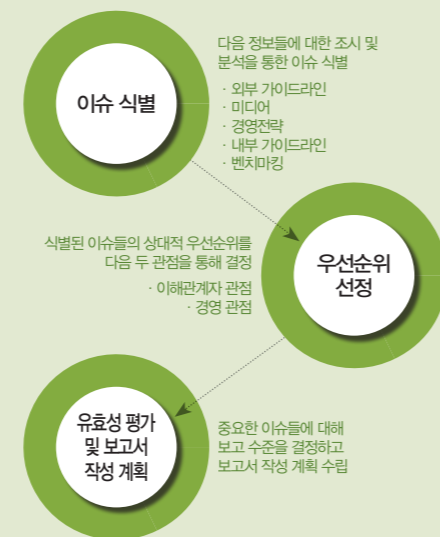 이슈 식별
다음 정보들에 대한 조시 및
분석을 통한 이슈 식별
· 외부 가이드라인
· 미디어
· 경영전략
· 내부 가이드라인
· 벤치마킹
식별된 이슈들의 상대적 우선순위를
다음 두 관점을 통해 결정
· 이해관계자 관점
· 경영 관점
우선순위
선정
유효성 평가
및 보고서
작성 계획
중요한 이슈들에 대해
보고 수준을 결정하고
보고서 작성 계획 수립